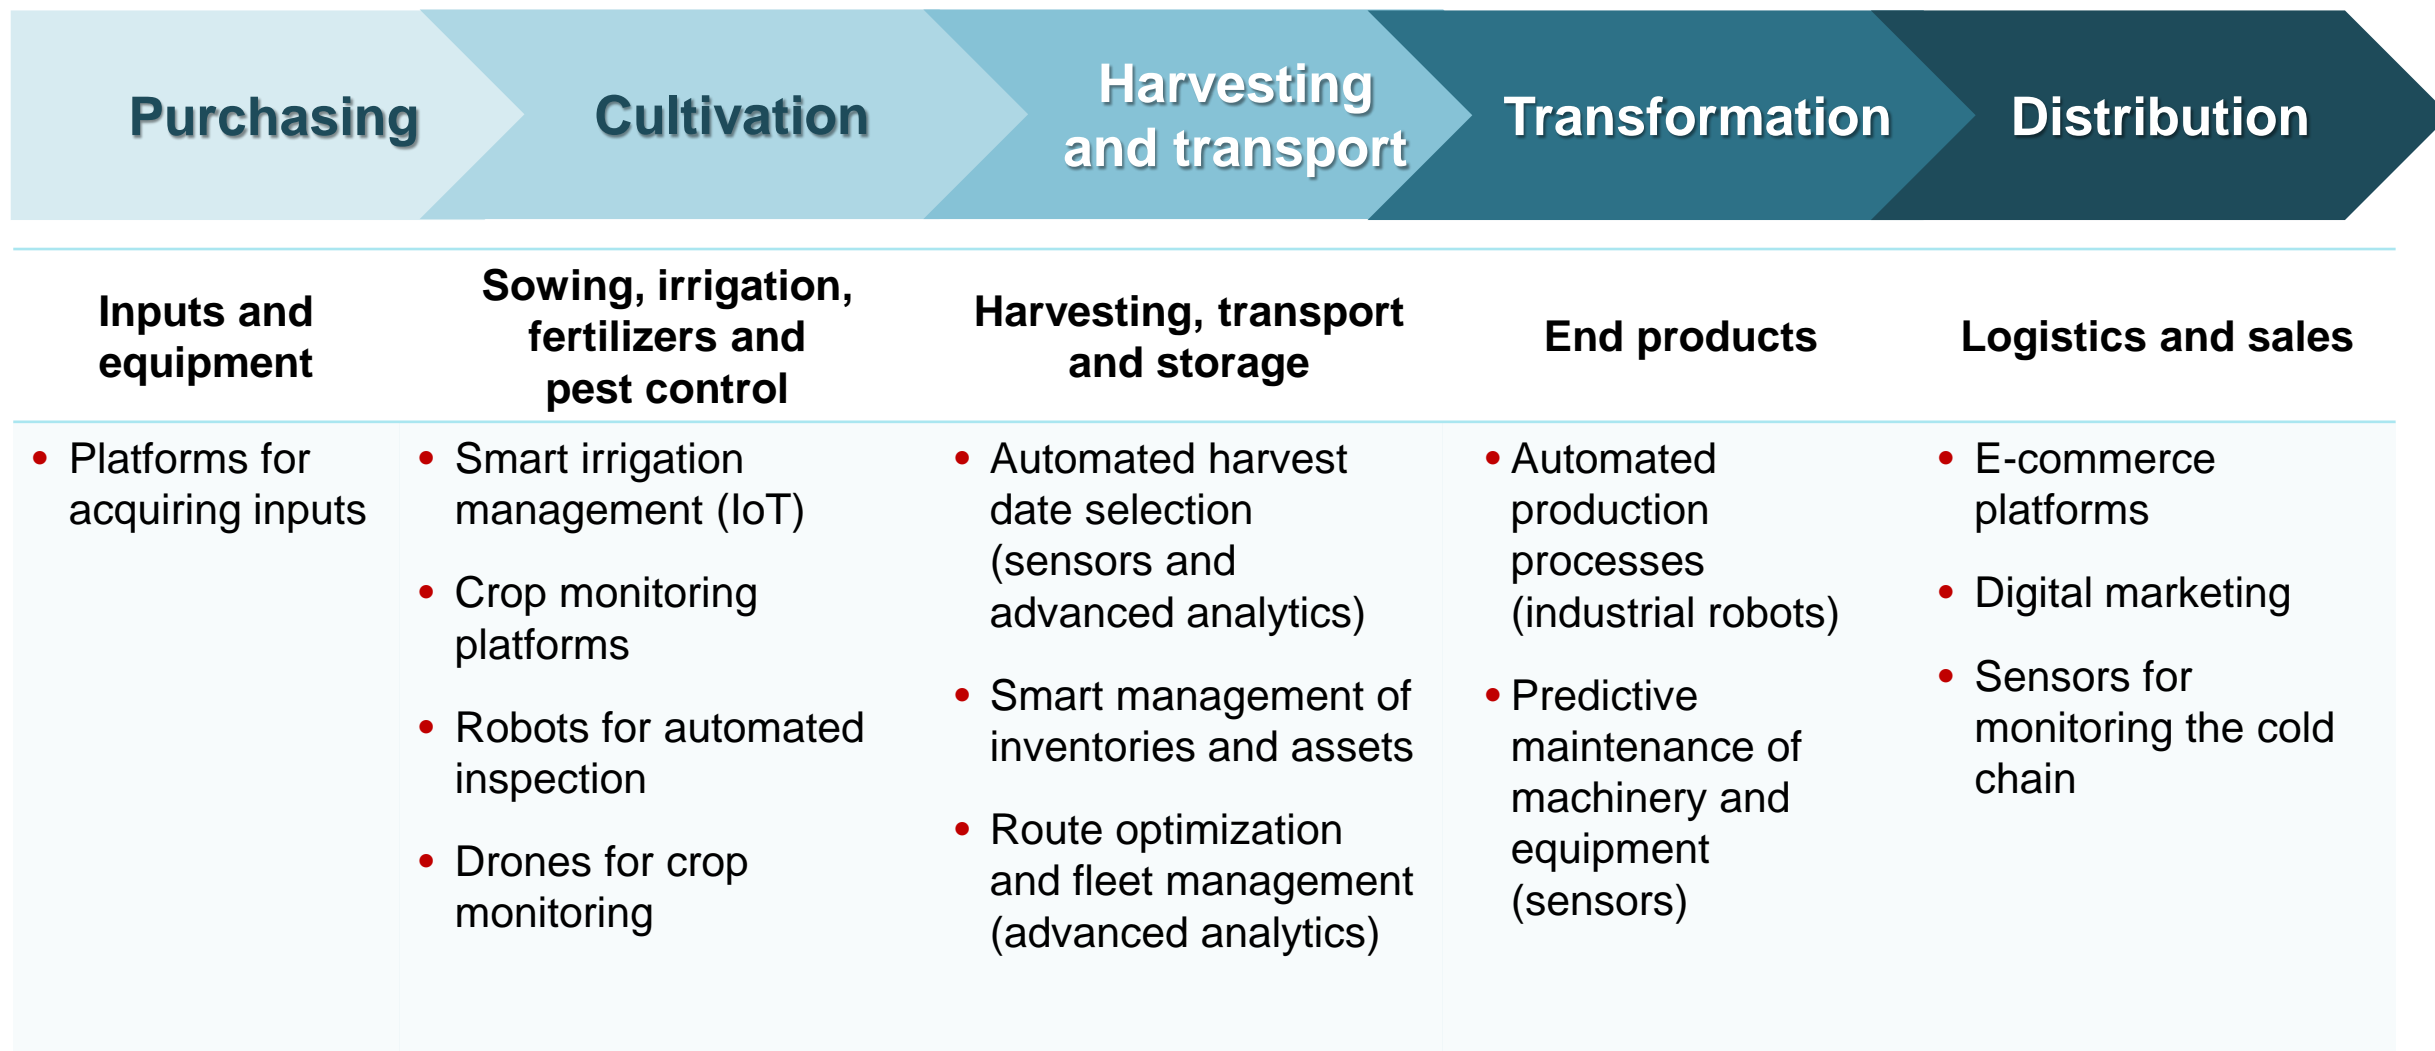 Purchasing
Cultivation
Harvesting
and transport
Transformation
Distribution
Inputs and
equipment
Sowing, irrigation,
fertilizers and
pest control
Harvesting, transport
and storage
End products
Logistics and sales
• Platforms for
acquiring inputs
• Smart irrigation
management (IoT)
• Crop monitoring
platforms
• Robots for automated
inspection
• Drones for crop
monitoring
• Automated harvest
date selection
(sensors and
advanced analytics)
• Smart management of
inventories and assets
• Route optimization
and fleet management
(advanced analytics)
• Automated
production
processes
(industrial robots)
• Predictive
maintenance of
machinery and
equipment
(sensors)
• E-commerce
platforms
• Digital marketing
• Sensors for
monitoring the cold
chain